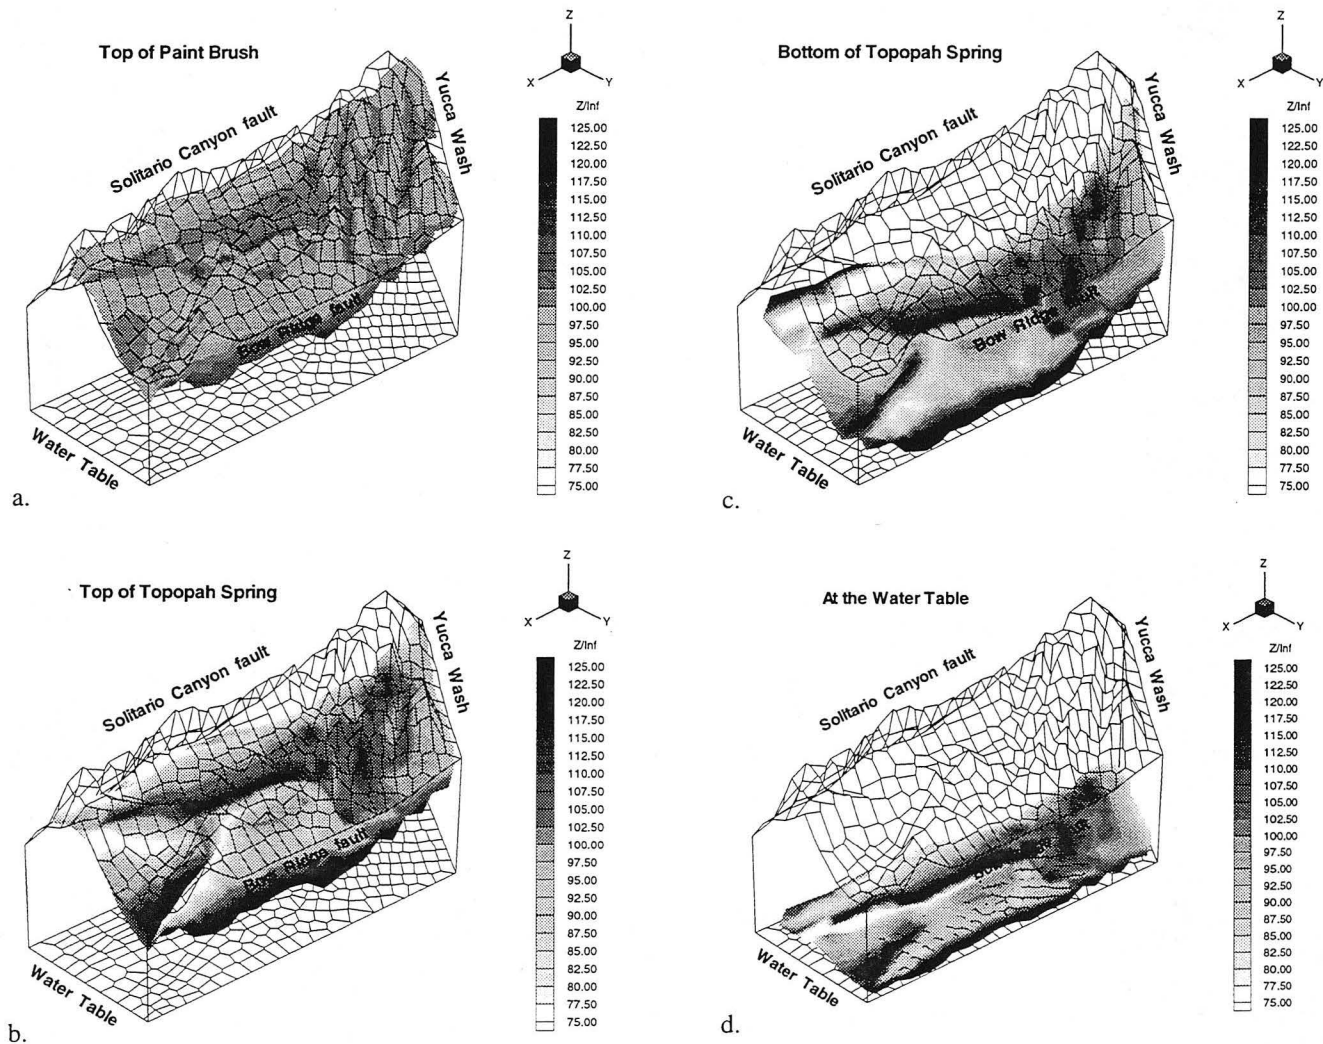 Top of Paint Brush
Z
X
Y
Solitario Canyon fault
Yucca Wash
Bow Ridge fault
Water Table
Z/Inf
125.00
122.50
120.00
117.50
115.00
112.50
110.00
107.50
105.00
102.50
100.00
97.50
95.00
92.50
90.00
87.50
85.00
82.50
80.00
77.50
75.00
a.
Bottom of Topopah Spring
Z
X
Y
Solitario Canyon fault
Yucca Wash
Bow Ridge fault
Water Table
Z/Inf
125.00
122.50
120.00
117.50
115.00
112.50
110.00
107.50
105.00
102.50
100.00
97.50
95.00
92.50
90.00
87.50
85.00
82.50
80.00
77.50
75.00
c.
Top of Topopah Spring
Z
X
Y
Solitario Canyon fault
Yucca Wash
Bow Ridge fault
Water Table
Z/Inf
125.00
122.50
120.00
117.50
115.00
112.50
110.00
107.50
105.00
102.50
100.00
97.50
95.00
92.50
90.00
87.50
85.00
82.50
80.00
77.50
75.00
b.
At the Water Table
Z
X
Y
Solitario Canyon fault
Yucca Wash
Water Table
Z/Inf
125.00
122.50
120.00
117.50
115.00
112.50
110.00
107.50
105.00
102.50
100.00
97.50
95.00
92.50
90.00
87.50
85.00
82.50
80.00
77.50
75.00
d.